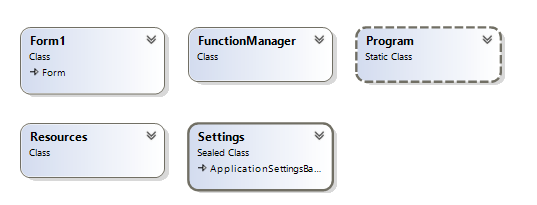 Form1
Class
Form
FunctionManager
Class
Program
Static Class
Resources
Class
Settings
Sealed Class
ApplicationSettingsBa...